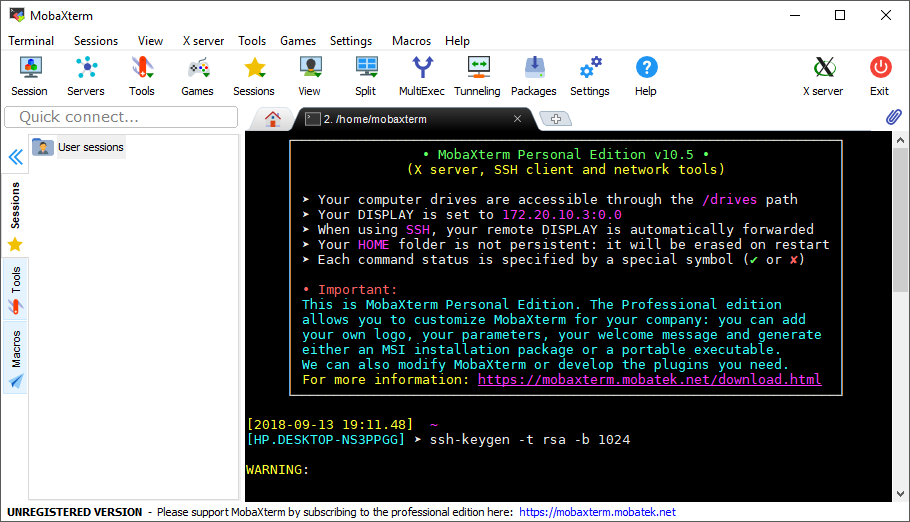 MobaXterm
Terminal Sessions View X server Tools Games Settings Macros Help
Session Servers Tools Games Sessions View Split MultiExec Tunneling Packages Settings Help X server Exit
Quick connect...
2. /home/mobaxterm
User sessions
Sessions
Tools
Macros
• MobaXterm Personal Edition v10.5 •
(X server, SSH client and network tools)
➤ Your computer drives are accessible through the /drives path
➤ Your DISPLAY is set to 172.20.10.3:0.0
➤ When using SSH, your remote DISPLAY is automatically forwarded
➤ Your HOME folder is not persistent: it will be erased on restart
➤ Each command status is specified by a special symbol (✔ or ✘)
• Important:
This is MobaXterm Personal Edition. The Professional edition
allows you to customize MobaXterm for your company: you can add
your own logo, your parameters, your welcome message and generate
either an MSI installation package or a portable executable.
We can also modify MobaXterm or develop the plugins you need.
For more information: https://mobaxterm.mobatek.net/download.html
[2018-09-13 19:11.48] ~
[HP.DESKTOP-NS3PPGG] ➤ ssh-keygen -t rsa -b 1024
WARNING:
UNREGISTERED VERSION - Please support MobaXterm by subscribing to the professional edition here: https://mobaxterm.mobatek.net